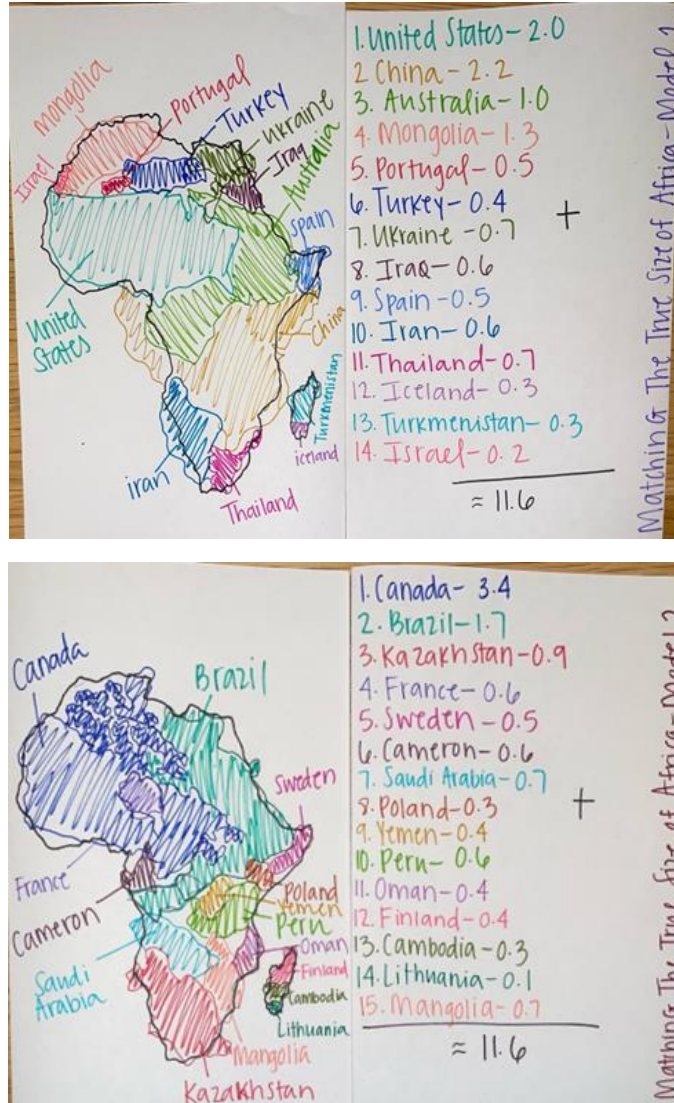 Mongolia
Portugal
Turkey
Ukraine
Iraq
Australia
Israel
Spain
United
States
China
Turkmenistan
iceland
iran
Thailand
1. United States - 2.0
2 China - 2.2
3. Australia - 1.0
4. Mongolia - 1.3
5. Portugal - 0.5
6. Turkey - 0.4
7. Ukraine - 0.7
8. Iraq - 0.6
9. Spain - 0.5
10. Iran - 0.6
11. Thailand - 0.7
12. Iceland - 0.3
13. Turkmenistan - 0.3
14. Israel - 0.2
+
≈ 11.6
Matching The True Size of Africa - Model 1
Canada
Brazil
Sweden
France
Cameron
Poland
Yemen
Peru
Oman
Saudi
Arabia
Finland
Cambodia
Lithuania
Mangolia
Kazakhstan
1. Canada - 3.4
2. Brazil - 1.7
3. Kazakhstan - 0.9
4. France - 0.6
5. Sweden - 0.5
6. Cameron - 0.6
7. Saudi Arabia - 0.7
8. Poland - 0.3
9. Yemen - 0.4
10. Peru - 0.6
11. Oman - 0.4
12. Finland - 0.4
13. Cambodia - 0.3
14. Lithuania - 0.1
15. Mangolia - 0.7
+
≈ 11.6
Matching The True Size of Africa - Model 2